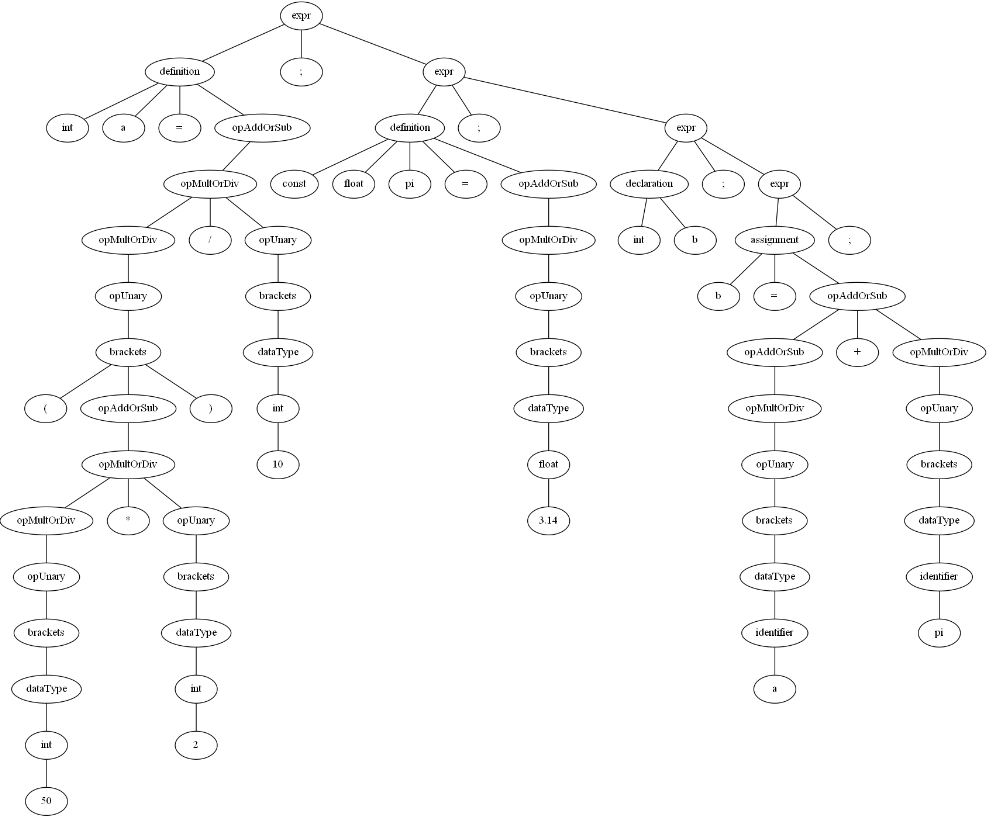 expr
definition ; expr
int a = opAddOrSub definition ; expr
opMultOrDiv const float pi = opAddOrSub declaration ; expr
opMultOrDiv / opUnary opMultOrDiv int b assignment ;
opUnary brackets opUnary b = opAddOrSub
brackets dataType brackets opAddOrSub + opMultOrDiv
( opAddOrSub ) int dataType opMultOrDiv opUnary
opMultOrDiv 10 float opUnary brackets
opMultOrDiv * opUnary 3.14 brackets dataType
opUnary brackets dataType identifier
brackets dataType identifier pi
dataType int a
int 2
50